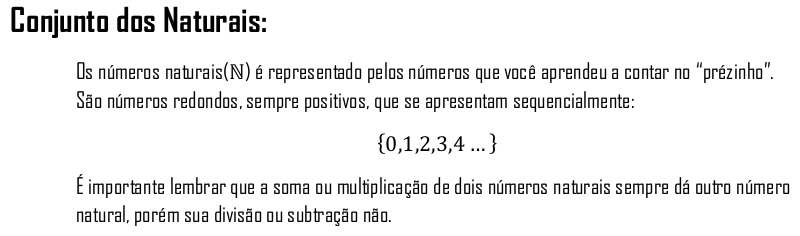 Conjunto dos Naturais:
Os números naturais(ℕ) é representado pelos números que você aprendeu a contar no “prézinho”.
São números redondos, sempre positivos, que se apresentam sequencialmente:
{0,1,2,3,4 … }
É importante lembrar que a soma ou multiplicação de dois números naturais sempre dá outro número
natural, porém sua divisão ou subtração não.